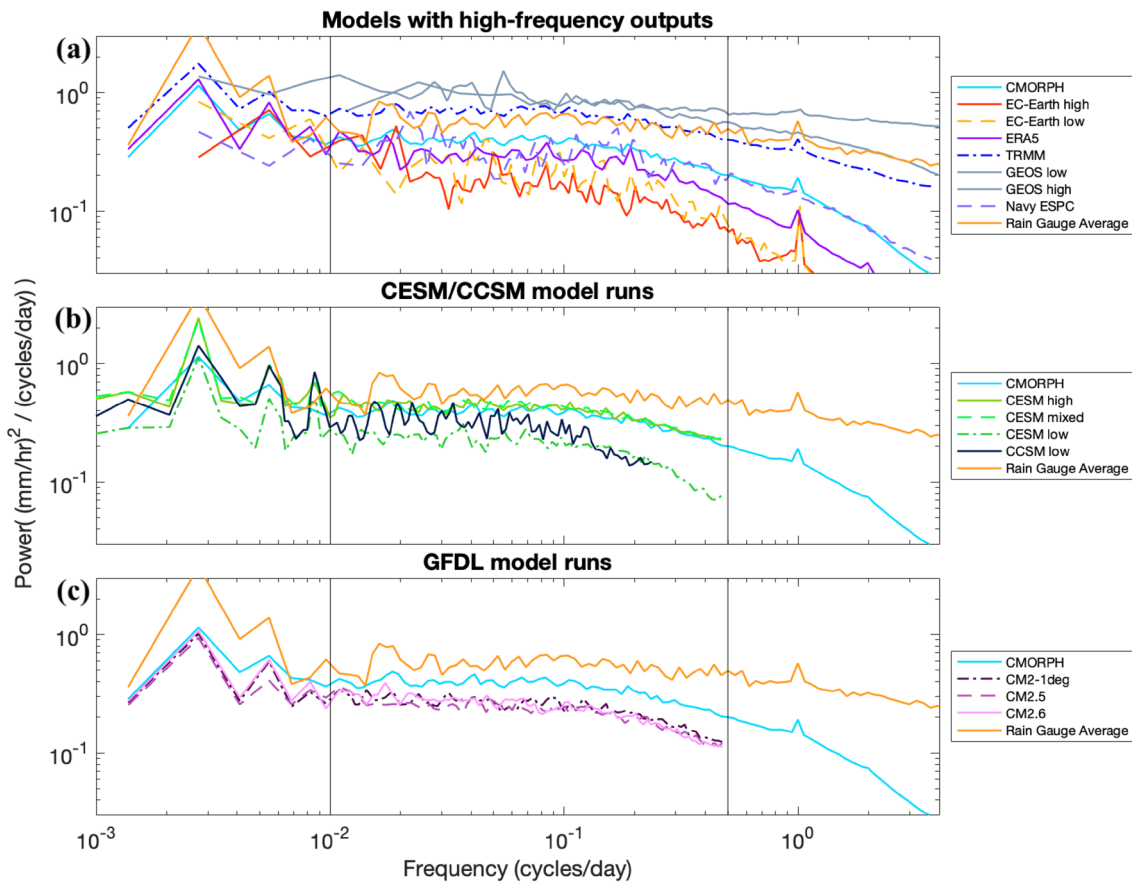 Models with high-frequency outputs
(a)
10^0
10^-1
CMORPH
EC-Earth high
EC-Earth low
ERA5
TRMM
GEOS low
GEOS high
Navy ESPC
Rain Gauge Average
CESM/CCSM model runs
(b)
10^0
10^-1
Power( (mm/hr)^2 / (cycles/day) )
CMORPH
CESM high
CESM mixed
CESM low
CCSM low
Rain Gauge Average
GFDL model runs
(c)
10^0
10^-1
CMORPH
CM2-1deg
CM2.5
CM2.6
Rain Gauge Average
10^-3 10^-2 10^-1 10^0
Frequency (cycles/day)